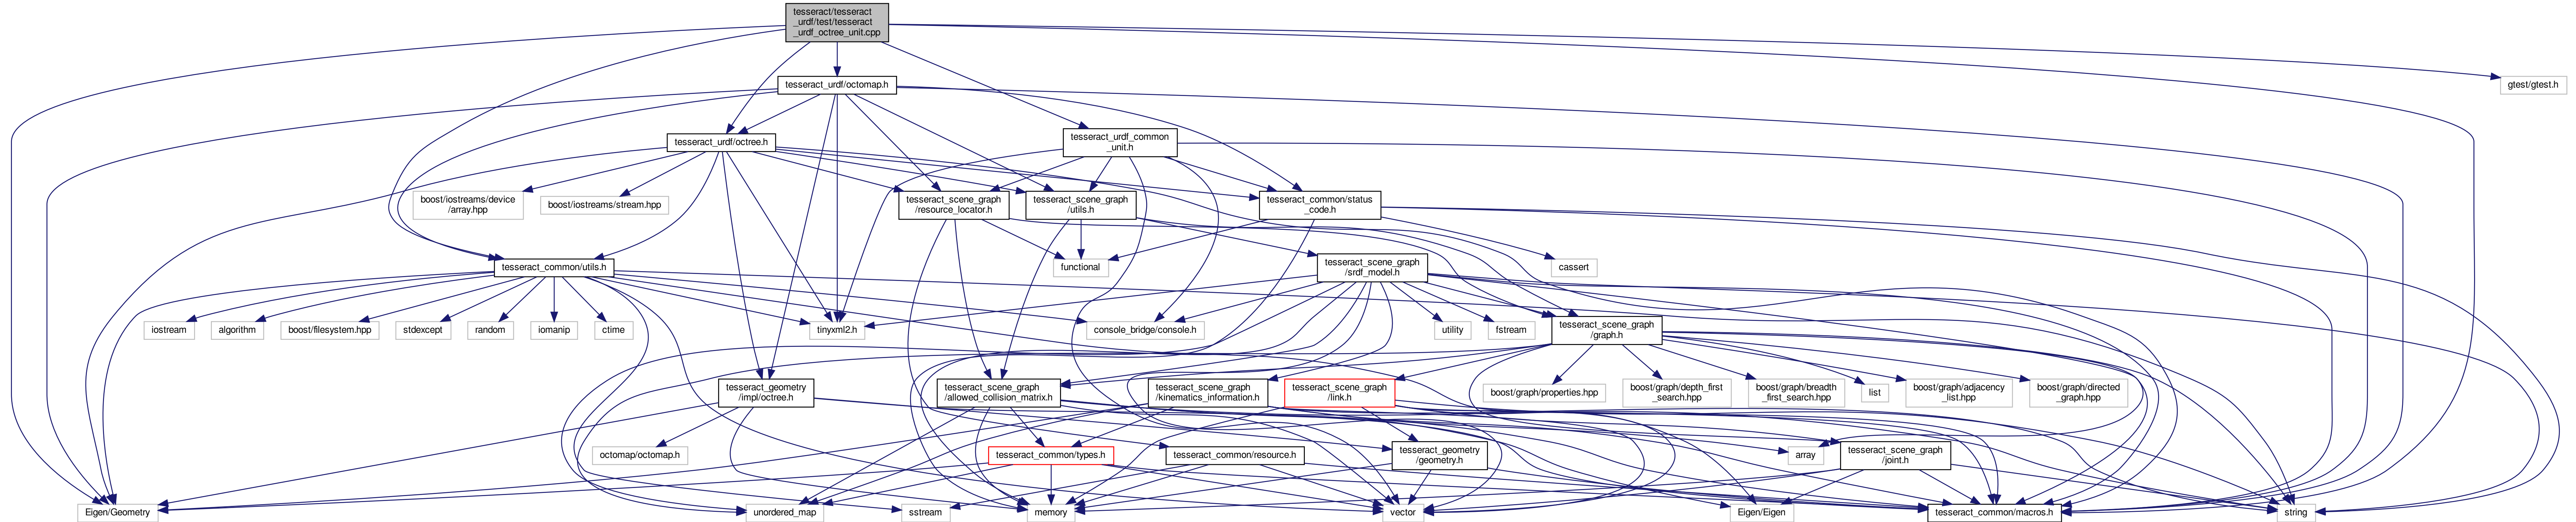 tesseract/tesseract
_urdf/test/tesseract
_urdf_octree_unit.cpp
tesseract_urdf/octomap.h
gtest/gtest.h
tesseract_urdf/octree.h
tesseract_urdf_common
_unit.h
boost/iostreams/device
/array.hpp
boost/iostreams/stream.hpp
tesseract_scene_graph
/resource_locator.h
tesseract_scene_graph
/utils.h
tesseract_common/status
_code.h
tesseract_common/utils.h
functional
tesseract_scene_graph
/srdf_model.h
cassert
iostream
algorithm
boost/filesystem.hpp
stdexcept
random
iomanip
ctime
tinyxml2.h
console_bridge/console.h
utility
fstream
tesseract_scene_graph
/graph.h
tesseract_geometry
/impl/octree.h
tesseract_scene_graph
/allowed_collision_matrix.h
tesseract_scene_graph
/kinematics_information.h
tesseract_scene_graph
/link.h
boost/graph/properties.hpp
boost/graph/depth_first
_search.hpp
boost/graph/breadth
_first_search.hpp
list
boost/graph/adjacency
_list.hpp
boost/graph/directed
_graph.hpp
octomap/octomap.h
tesseract_common/types.h
tesseract_common/resource.h
tesseract_geometry
/geometry.h
array
tesseract_scene_graph
/joint.h
Eigen/Geometry
unordered_map
sstream
memory
vector
Eigen/Eigen
tesseract_common/macros.h
string